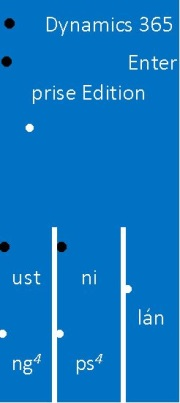 Dynamics 365
Enter
prise Edition
ust
ni
lán
ng⁴
ps⁴